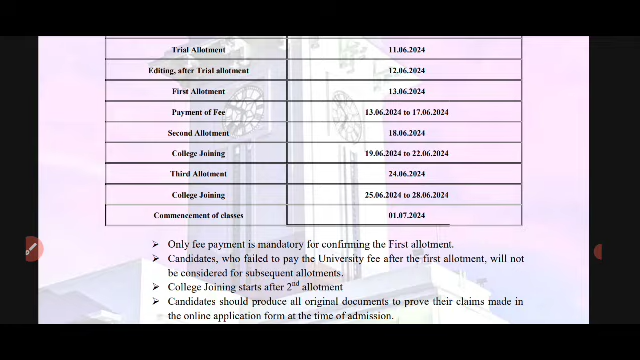 Trial Allotment 11.06.2024
Editing, after Trial allotment 12.06.2024
First Allotment 13.06.2024
Payment of Fee 13.06.2024 to 17.06.2024
Second Allotment 18.06.2024
College Joining 19.06.2024 to 22.06.2024
Third Allotment 24.06.2024
College Joining 25.06.2024 to 28.06.2024
Commencement of classes 01.07.2024
➢ Only fee payment is mandatory for confirming the First allotment.
➢ Candidates, who failed to pay the University fee after the first allotment, will not
be considered for subsequent allotments.
➢ College Joining starts after 2nd allotment
➢ Candidates should produce all original documents to prove their claims made in
the online application form at the time of admission.